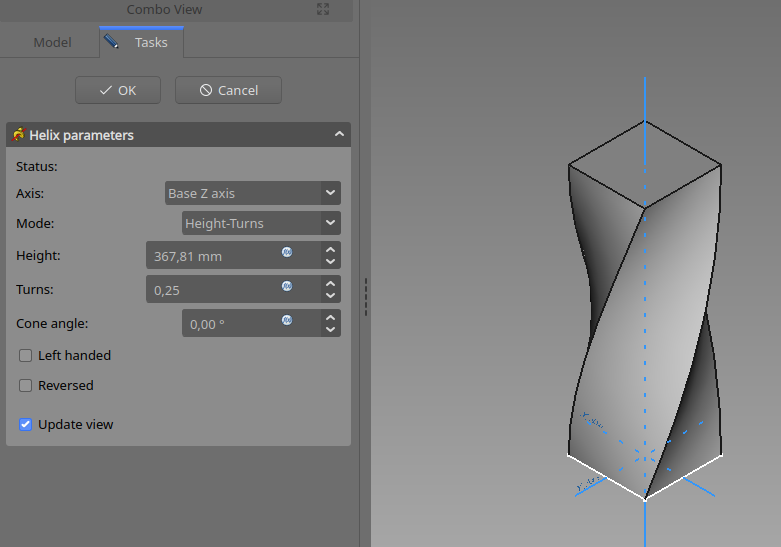 Combo View
Model
Tasks
OK
Cancel
Helix parameters
Status:
Axis: Base Z axis
Mode: Height-Turns
Height: 367,81 mm
Turns: 0,25
Cone angle: 0,00 °
Left handed
Reversed
Update view